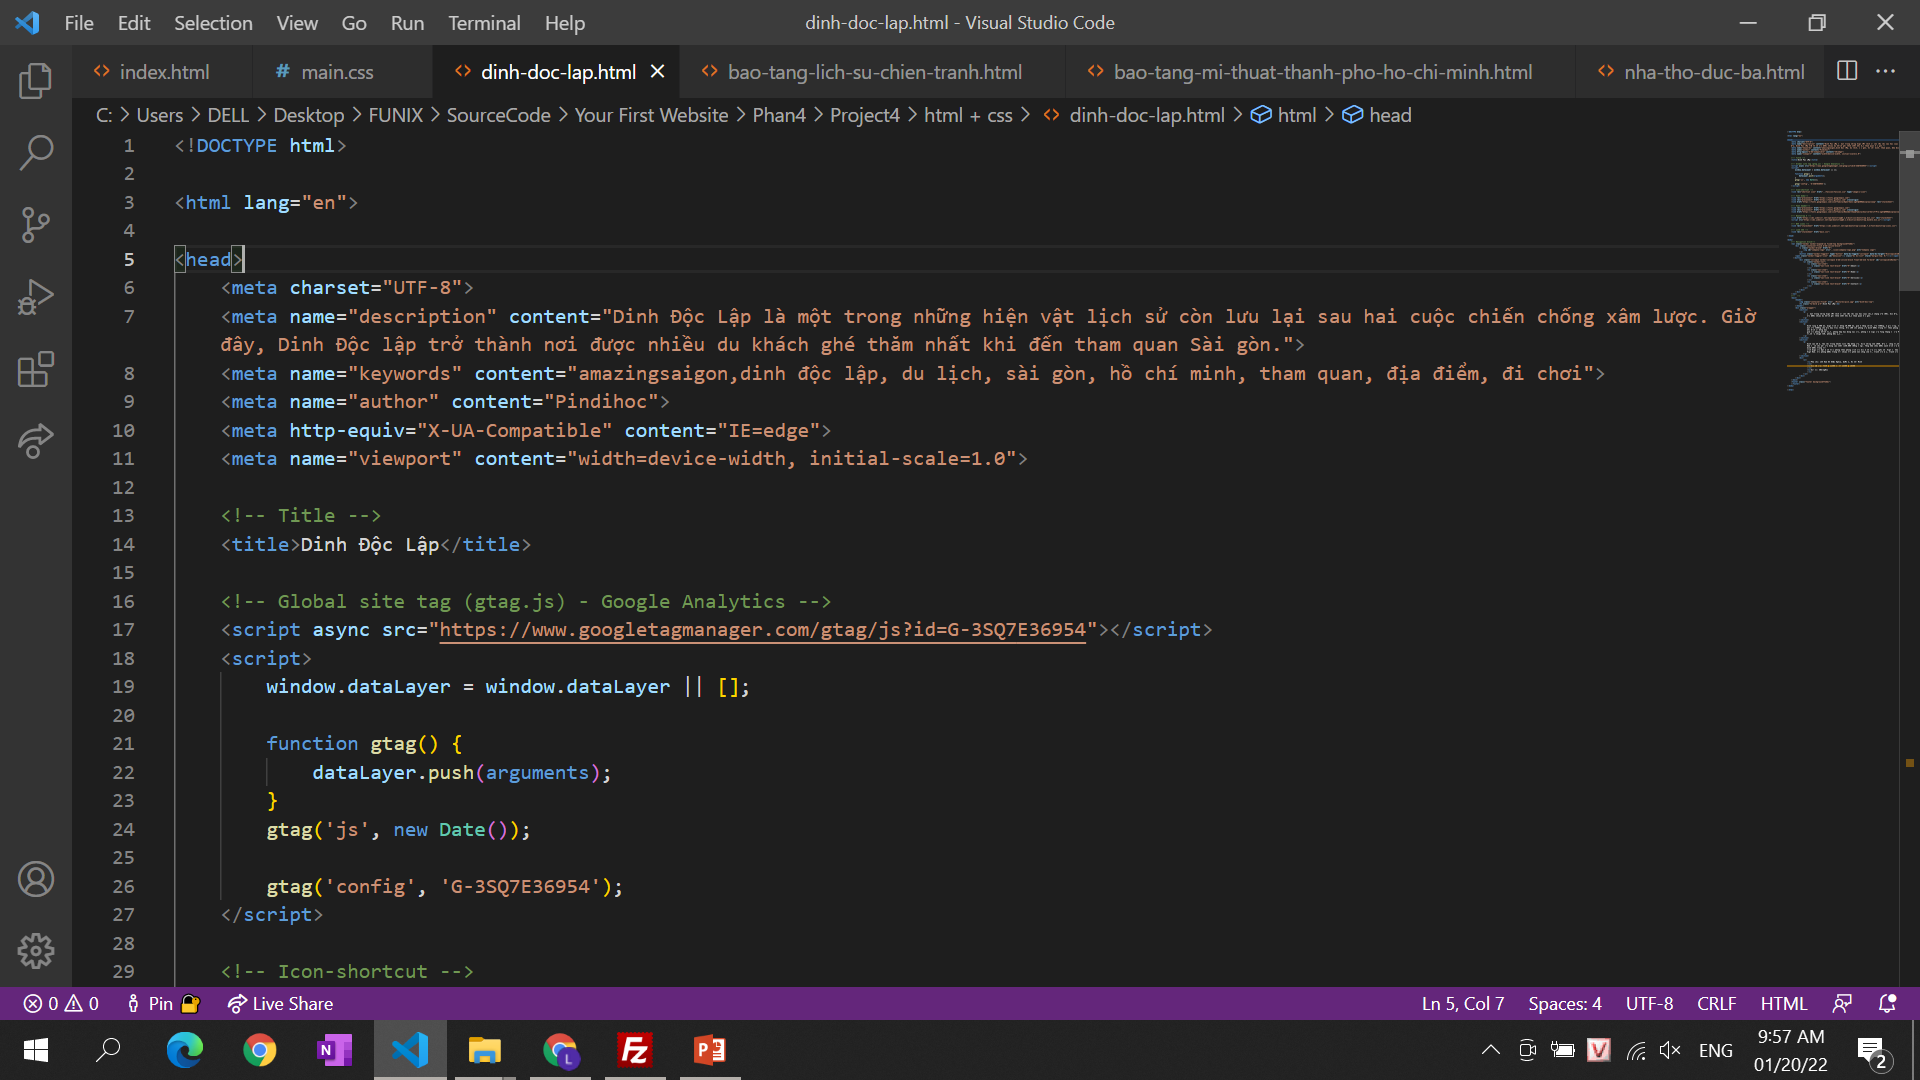 File Edit Selection View Go Run Terminal Help dinh-doc-lap.html - Visual Studio Code
<> index.html # main.css <> dinh-doc-lap.html <> bao-tang-lich-su-chien-tranh.html <> bao-tang-mi-thuat-thanh-pho-ho-chi-minh.html <> nha-tho-duc-ba.html ...
C: > Users > DELL > Desktop > FUNIX > SourceCode > Your First Website > Phan4 > Project4 > html + css > <> dinh-doc-lap.html > html > head
1 <!DOCTYPE html>
2
3 <html lang="en">
4
5 <head>
6 <meta charset="UTF-8">
7 <meta name="description" content="Dinh Độc Lập là một trong những hiện vật lịch sử còn lưu lại sau hai cuộc chiến chống xâm lược. Giờ
đây, Dinh Độc lập trở thành nơi được nhiều du khách ghé thăm nhất khi đến tham quan Sài gòn.">
8 <meta name="keywords" content="amazingsaigon,dinh độc lập, du lịch, sài gòn, hồ chí minh, tham quan, địa điểm, đi chơi">
9 <meta name="author" content="Pindihoc">
10 <meta http-equiv="X-UA-Compatible" content="IE=edge">
11 <meta name="viewport" content="width=device-width, initial-scale=1.0">
12
13 <!-- Title -->
14 <title>Dinh Độc Lập</title>
15
16 <!-- Global site tag (gtag.js) - Google Analytics -->
17 <script async src="https://www.googletagmanager.com/gtag/js?id=G-3SQ7E36954"></script>
18 <script>
19 window.dataLayer = window.dataLayer || [];
20
21 function gtag() {
22 dataLayer.push(arguments);
23 }
24 gtag('js', new Date());
25
26 gtag('config', 'G-3SQ7E36954');
27 </script>
28
29 <!-- Icon-shortcut -->
0 0 Pin Live Share Ln 5, Col 7 Spaces: 4 UTF-8 CRLF HTML
N L Fz P V ENG 9:57 AM
01/20/22 2